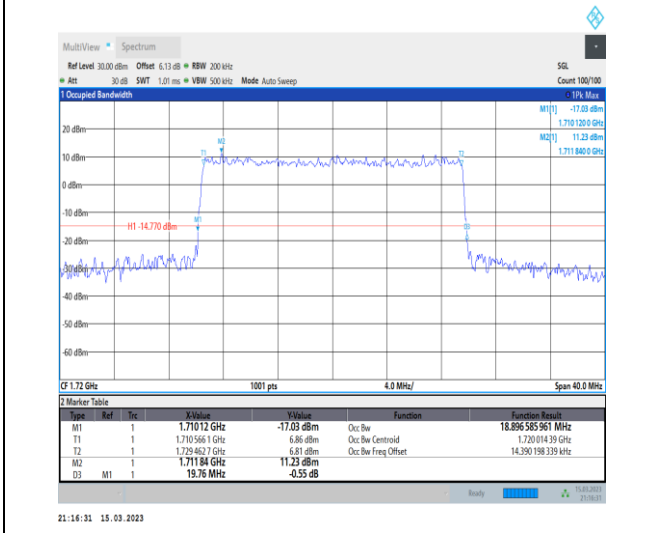 MultiView Spectrum
Ref Level 30.00 dBm Offset 6.13 dB RBW 200 kHz SGL
Att 30 dB SWT 1.01 ms VBW 500 kHz Mode Auto Sweep Count 100/100
1 Occupied Bandwidth 1Pk Max
M1[1] -17.03 dBm
1.710 120 0 GHz
M2[1] 11.23 dBm
1.711 840 0 GHz
20 dBm
M2
T1 T2
10 dBm
0 dBm
-10 dBm
M1
H1 -14.770 dBm D3
-20 dBm
-30 dBm
-40 dBm
-50 dBm
-60 dBm
CF 1.72 GHz 1001 pts 4.0 MHz/ Span 40.0 MHz
2 Marker Table
Type Ref Trc X-Value Y-Value Function Function Result
M1 1 1.71012 GHz -17.03 dBm Occ Bw 18.896 585 961 MHz
T1 1 1.710 566 1 GHz 6.86 dBm Occ Bw Centroid 1.720 014 39 GHz
T2 1 1.729 462 7 GHz 6.81 dBm Occ Bw Freq Offset 14.390 198 339 kHz
M2 1 1.711 84 GHz 11.23 dBm
D3 M1 1 19.76 MHz -0.55 dB
Ready 15.03.2023
21:16:31
21:16:31 15.03.2023